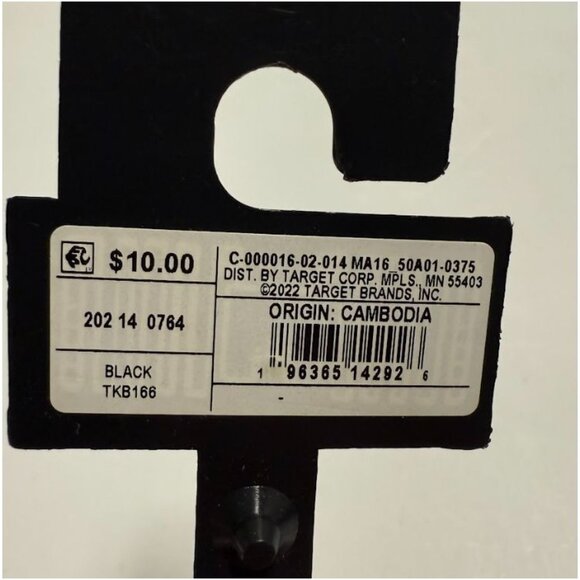 $10.00
C-000016-02-014 MA16_50A01-0375
DIST. BY TARGET CORP. MPLS., MN 55403
©2022 TARGET BRANDS, INC.
202 14 0764
ORIGIN: CAMBODIA
BLACK
TKB166
1 96365 14292 6